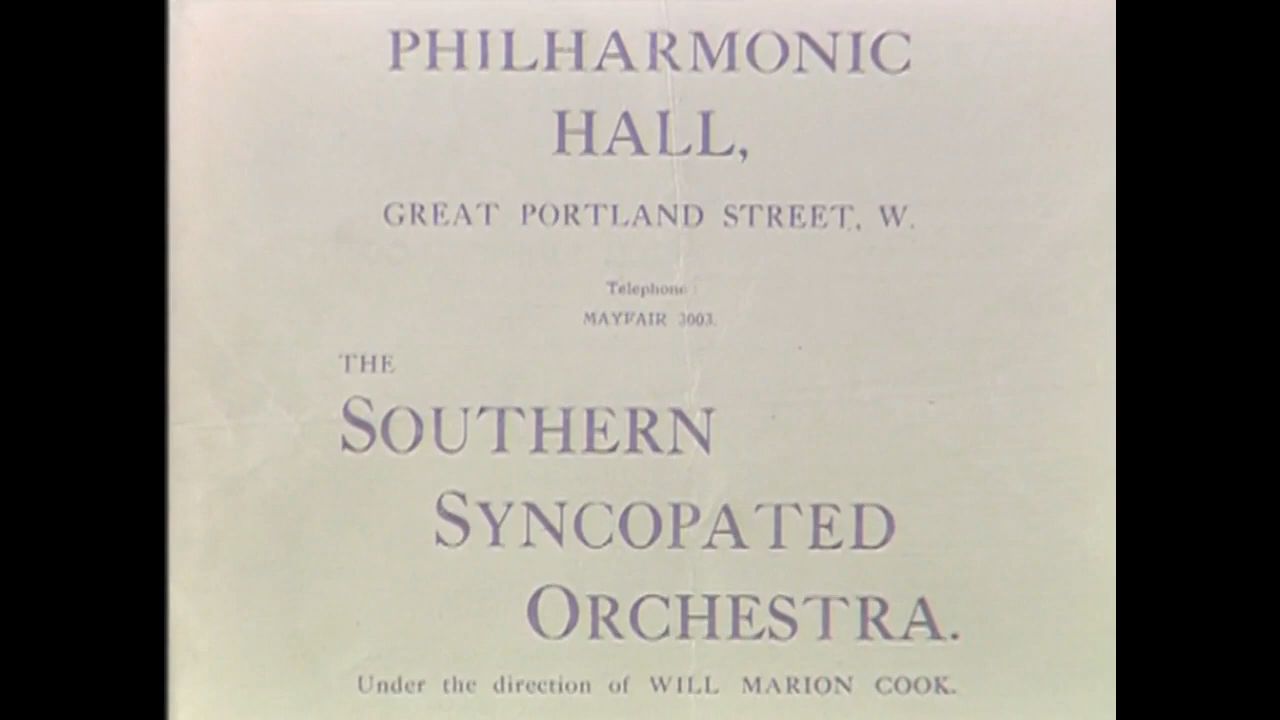 PHILHARMONIC
HALL,
GREAT PORTLAND STREET, W.
Telephone:
MAYFAIR 3003.
THE
SOUTHERN
SYNCOPATED
ORCHESTRA.
Under the direction of WILL MARION COOK.